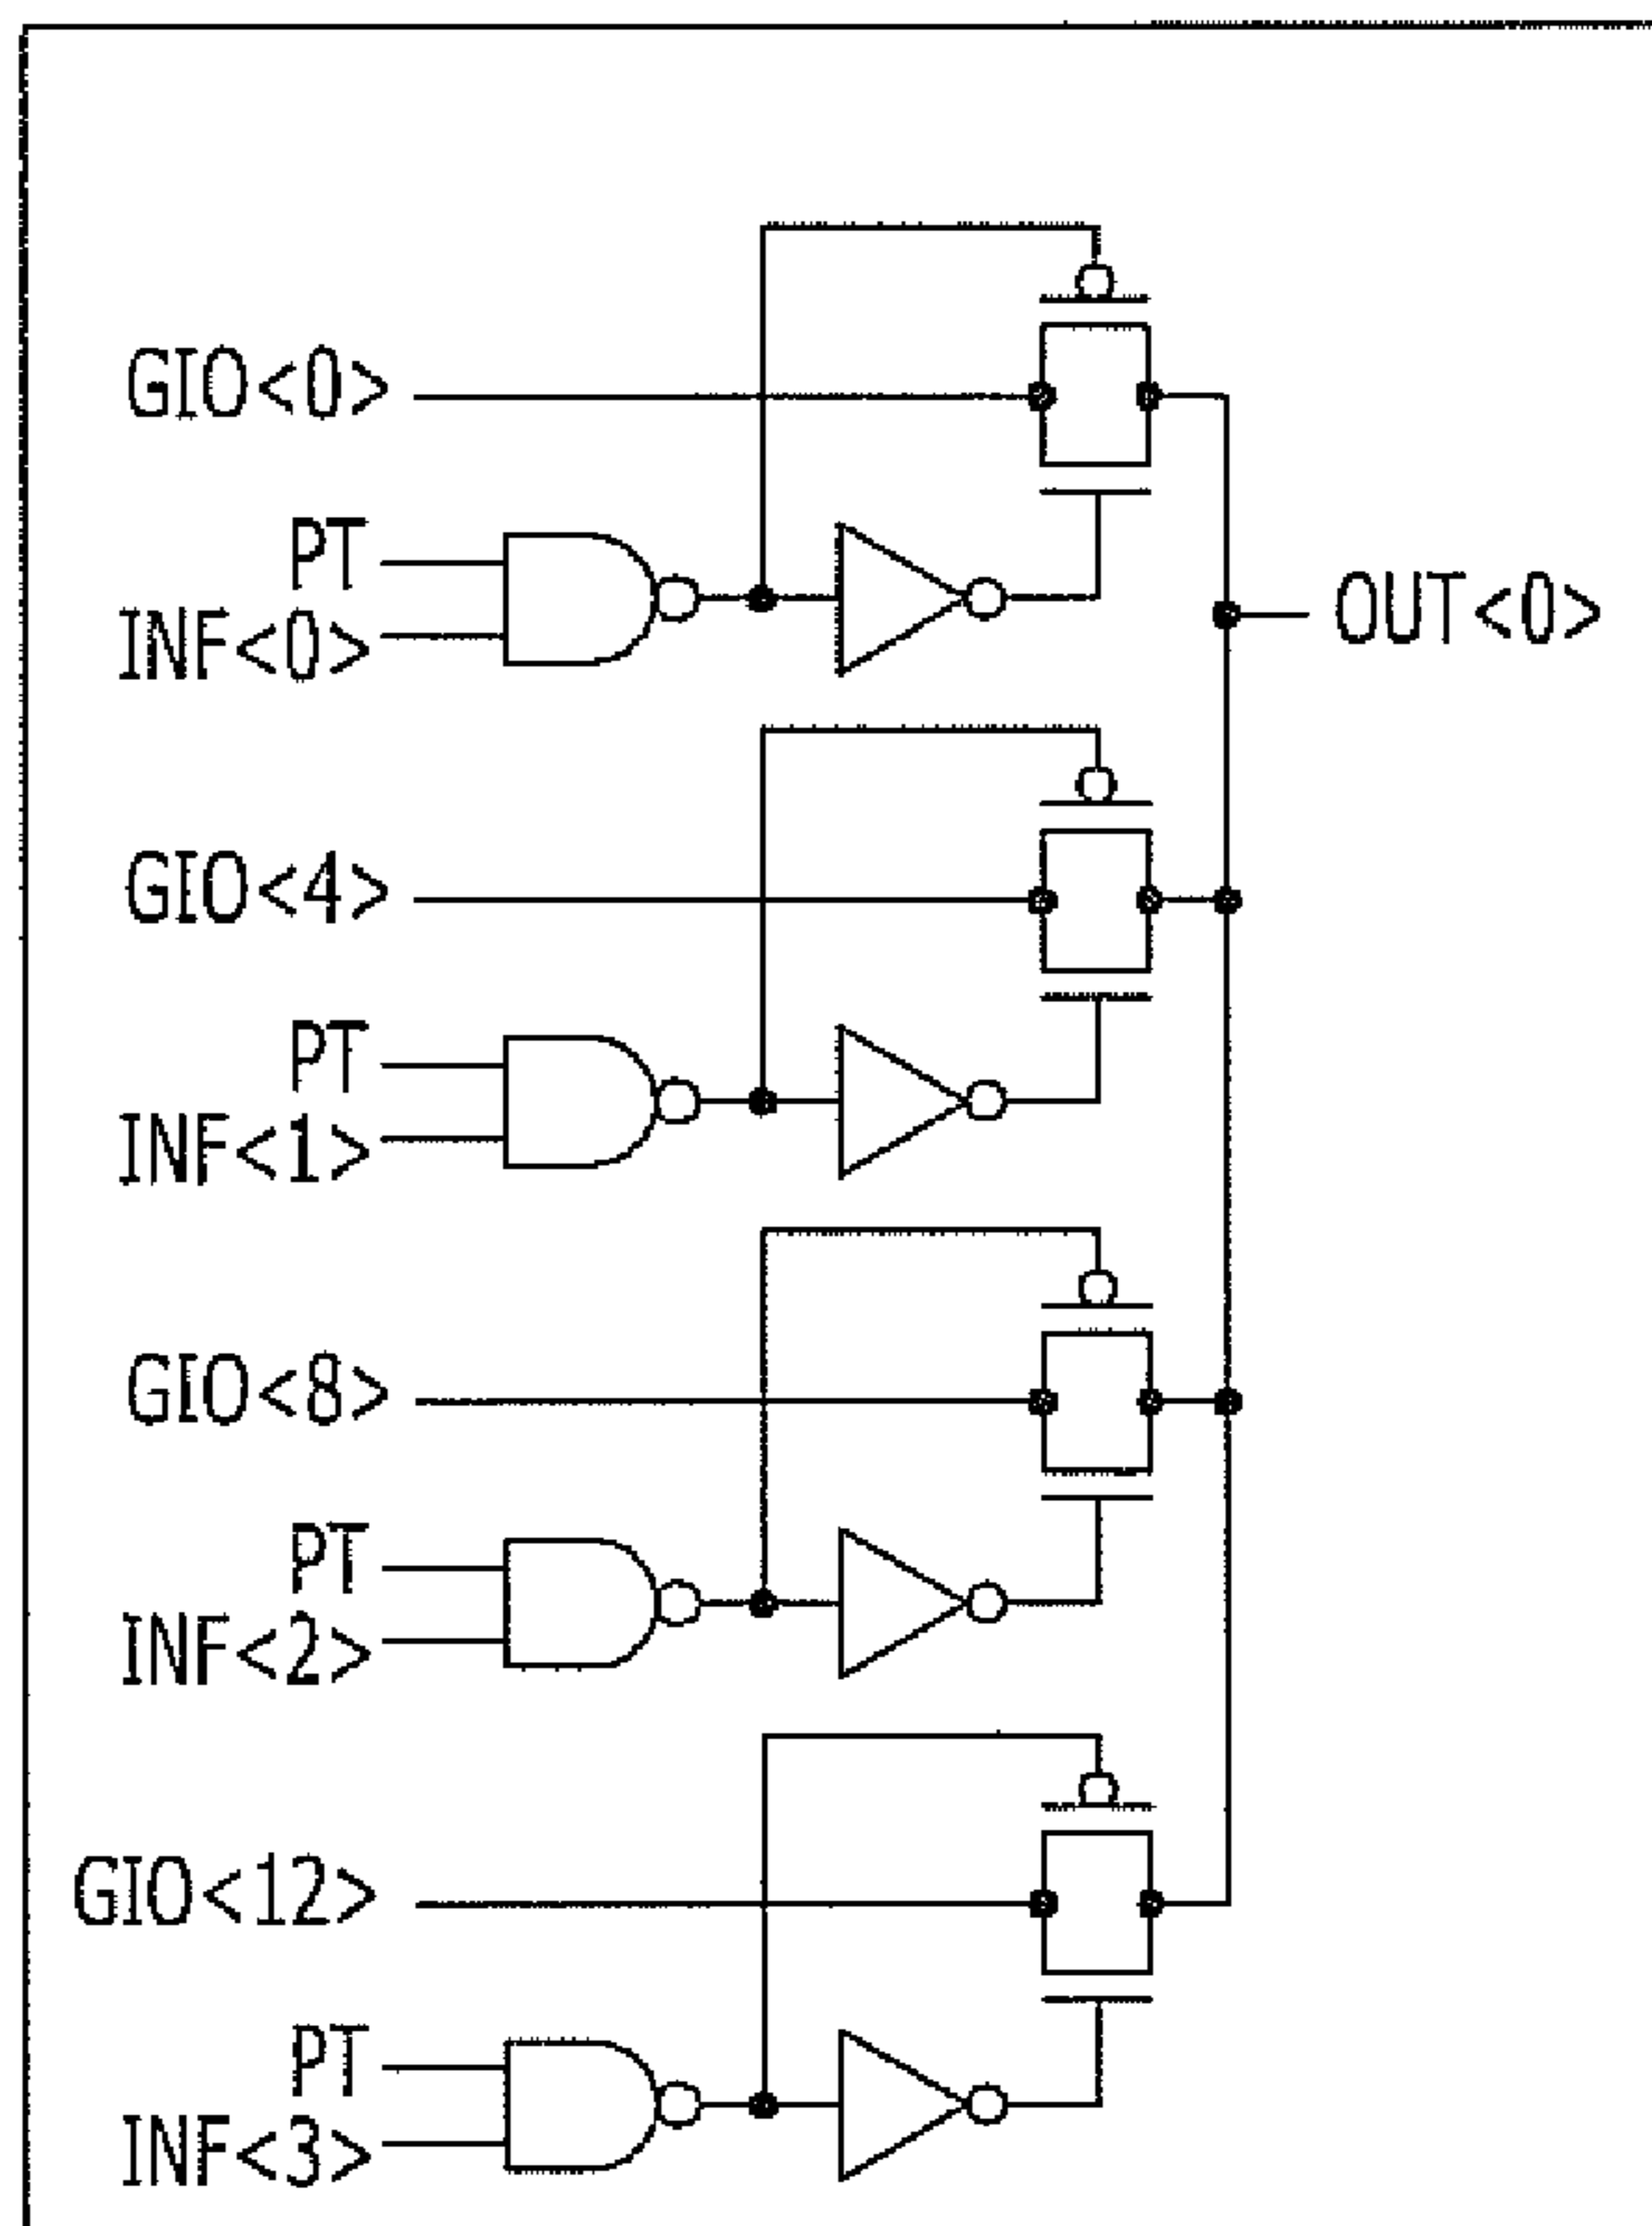 GIO<0>
PT
INF<0>
OUT<0>
GIO<4>
PT
INF<1>
GIO<8>
PT
INF<2>
GIO<12>
PT
INF<3>